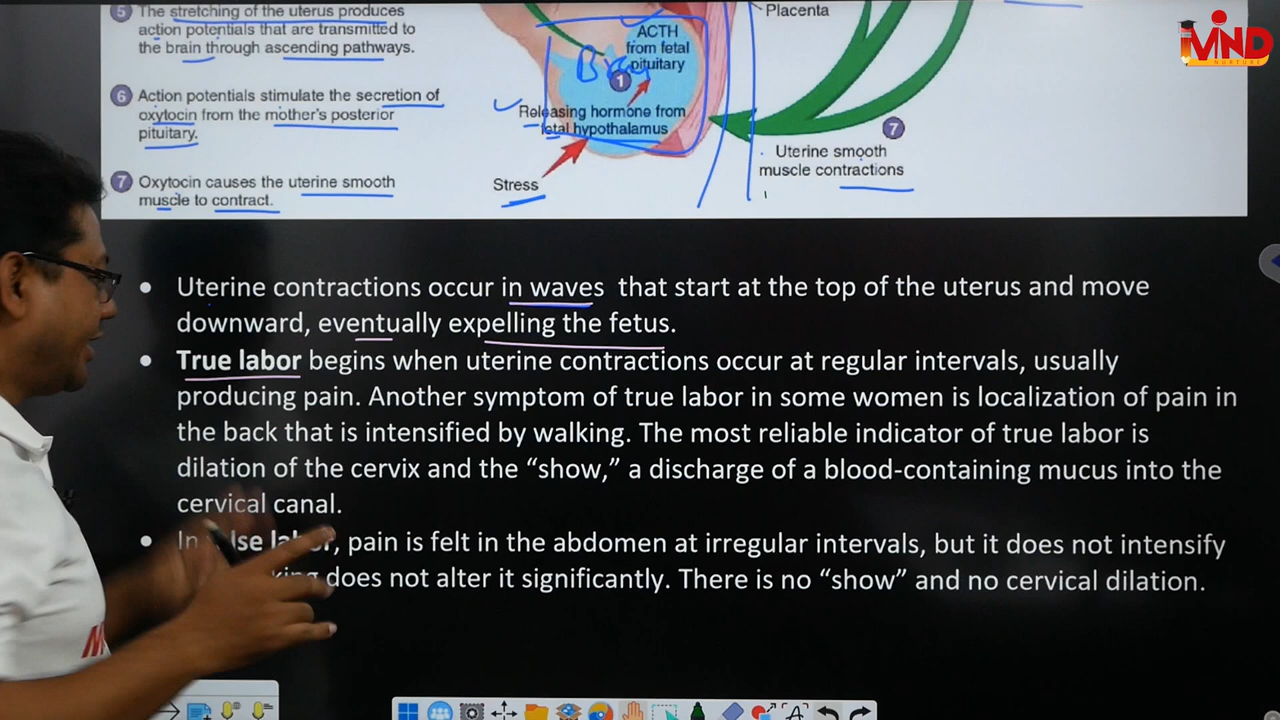 5 The stretching of the uterus produces
action potentials that are transmitted to
the brain through ascending pathways.
6 Action potentials stimulate the secretion of
oxytocin from the mother's posterior
pituitary.
7 Oxytocin causes the uterine smooth
muscle to contract.
Placenta
ACTH
from fetal
pituitary
1
Releasing hormone from
fetal hypothalamus
Stress
7
Uterine smooth
muscle contractions
MIND
NURTURE
• Uterine contractions occur in waves that start at the top of the uterus and move
downward, eventually expelling the fetus.
• True labor begins when uterine contractions occur at regular intervals, usually
producing pain. Another symptom of true labor in some women is localization of pain in
the back that is intensified by walking. The most reliable indicator of true labor is
dilation of the cervix and the “show,” a discharge of a blood-containing mucus into the
cervical canal.
• In pain is felt in the abdomen at irregular intervals, but it does not intensify
does not alter it significantly. There is no “show” and no cervical dilation.